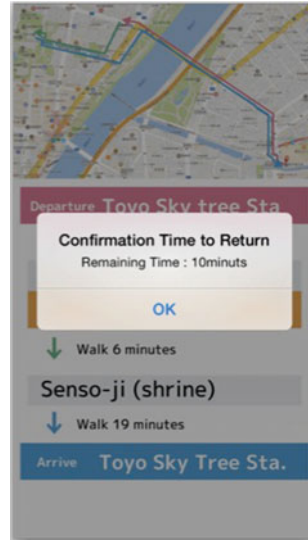 Departure Toyo Sky tree Sta
Confirmation Time to Return
Remaining Time : 10minuts
OK
Walk 6 minutes
Senso-ji (shrine)
Walk 19 minutes
Arrive Toyo Sky Tree Sta.